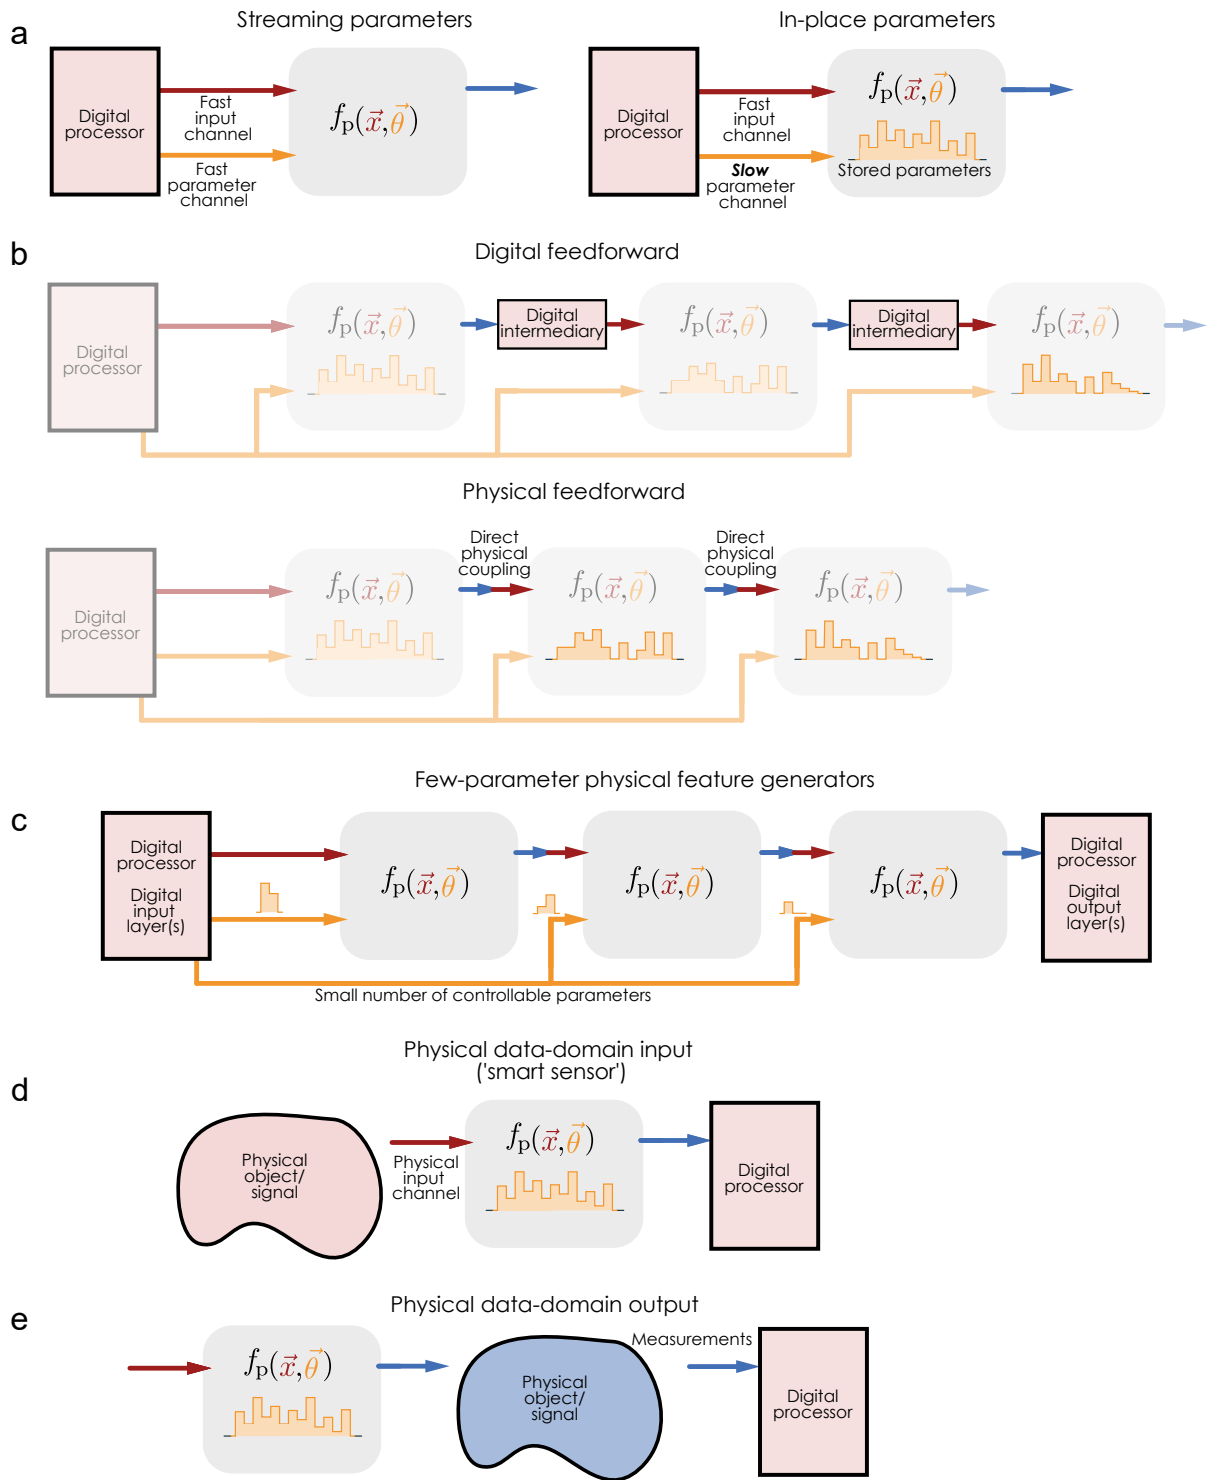 a
Streaming parameters
In-place parameters
Digital
processor
Fast
input
channel
Fast
parameter
channel
fₚ(x⃗,θ⃗)
Digital
processor
Fast
input
channel
Slow
parameter
channel
fₚ(x⃗,θ⃗)
Stored parameters
b
Digital feedforward
Digital
processor
fₚ(x⃗,θ⃗)
Digital
intermediary
fₚ(x⃗,θ⃗)
Digital
intermediary
fₚ(x⃗,θ⃗)
Physical feedforward
Digital
processor
fₚ(x⃗,θ⃗)
Direct
physical
coupling
fₚ(x⃗,θ⃗)
Direct
physical
coupling
fₚ(x⃗,θ⃗)
Few-parameter physical feature generators
c
Digital
processor
Digital
input
layer(s)
fₚ(x⃗,θ⃗)
fₚ(x⃗,θ⃗)
fₚ(x⃗,θ⃗)
Digital
processor
Digital
output
layer(s)
Small number of controllable parameters
Physical data-domain input
('smart sensor')
d
Physical
object/
signal
Physical
input
channel
fₚ(x⃗,θ⃗)
Digital
processor
Physical data-domain output
e
fₚ(x⃗,θ⃗)
Physical
object/
signal
Measurements
Digital
processor